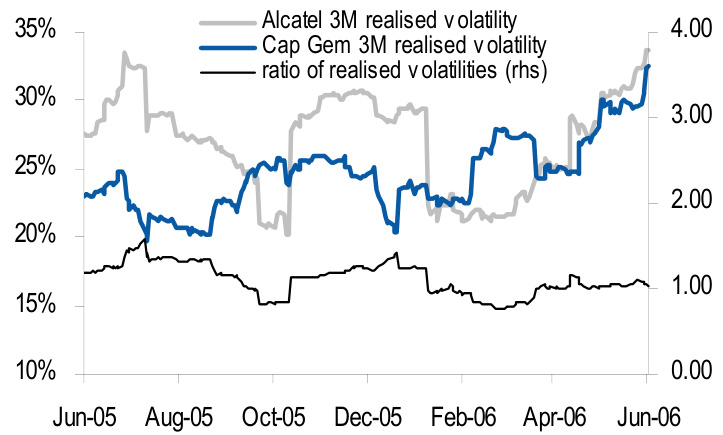 Alcatel 3M realised volatility
Cap Gem 3M realised volatility
ratio of realised volatilities (rhs)
35%
30%
25%
20%
15%
10%
4.00
3.00
2.00
1.00
0.00
Jun-05 Aug-05 Oct-05 Dec-05 Feb-06 Apr-06 Jun-06